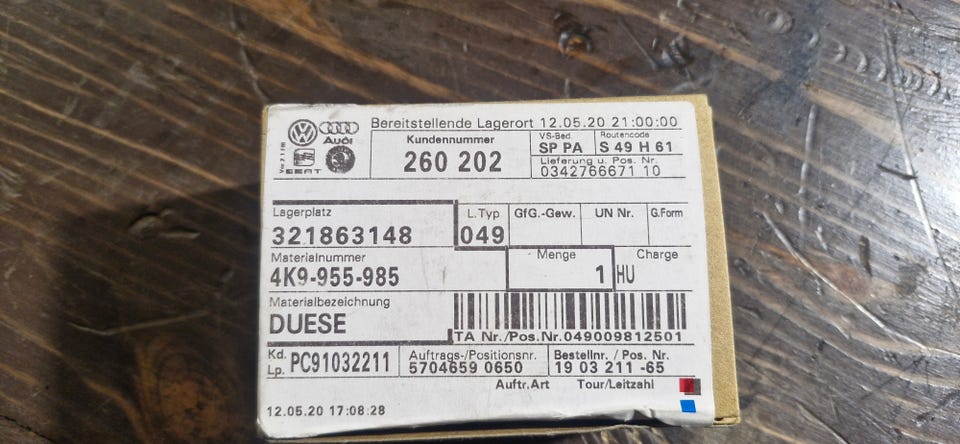 Bereitstellende Lagerort 12.05.20 21:00:00
Audi
SEAT
Kundennummer
260 202
VS-Bed.
SP PA
Routencode
S 49 H 61
Lieferung u. Pos. Nr.
0342766671 10
Lagerplatz
321863148
L.Typ
049
GfG.-Gew.
UN Nr.
G.Form
Materialnummer
4K9-955-985
Menge
1
Charge
HU
Materialbezeichnung
DUESE
TA Nr./Pos.Nr.049009812501
Kd.
Lp.
PC91032211
Auftrags-/Positionsnr.
5704659 0650
Bestellnr. / Pos. Nr.
19 03 211 -65
Auftr.Art
Tour/Leitzahl
12.05.20 17:08:28